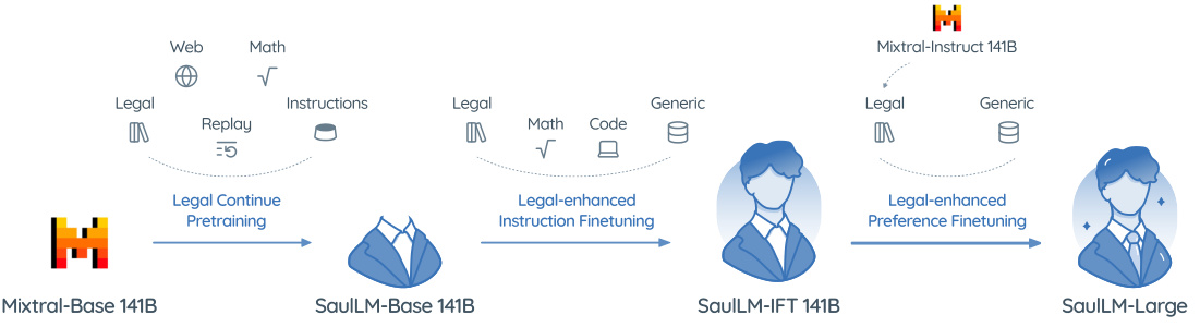 Mixtral-Instruct 141B
Web
Math
Legal
Replay
Instructions
Legal
Math
Code
Generic
Legal
Generic
Legal Continue
Pretraining
Legal-enhanced
Instruction Finetuning
Legal-enhanced
Preference Finetuning
Mixtral-Base 141B
SaulLM-Base 141B
SaulLM-IFT 141B
SaulLM-Large